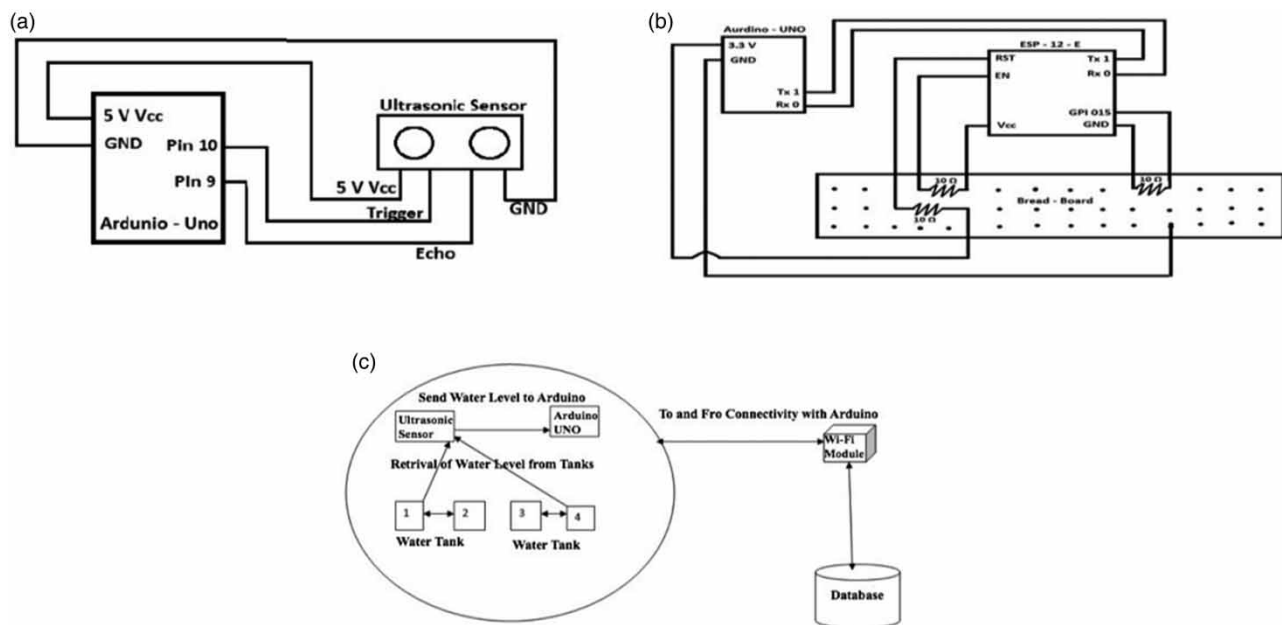 (a)
5 V Vcc
GND
Pin 10
Pin 9
Ardunio - Uno
Ultrasonic Sensor
5 V Vcc
Trigger
Echo
GND
(b)
Aurdino - UNO
3.3 V
GND
Tx 1
Rx 0
ESP - 12 - E
RST
EN
Vcc
Tx 1
Rx 0
GPI 015
GND
10 Ω
10 Ω
10 Ω
Bread - Board
(c)
Send Water Level to Arduino
Ultrasonic
Sensor
Arduino
UNO
Retrival of Water Level from Tanks
1
2
3
4
Water Tank
Water Tank
To and Fro Connectivity with Arduino
Wi-Fi
Module
Database